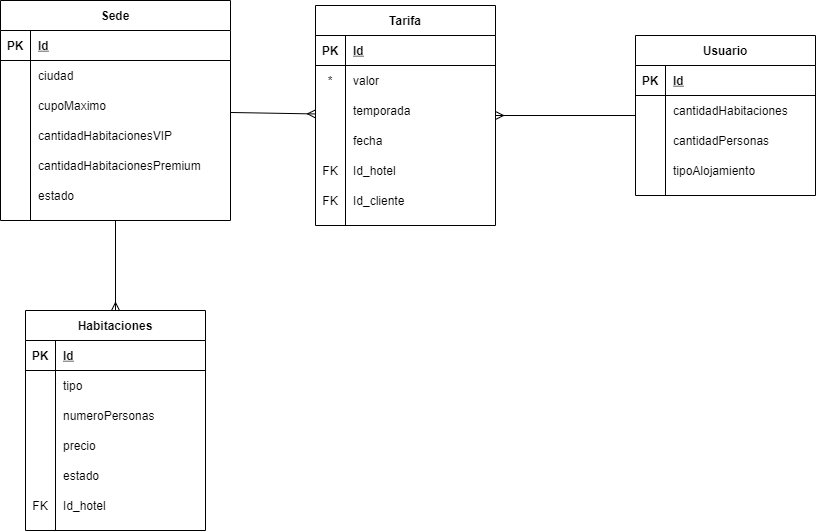 Sede
PK Id
ciudad
cupoMaximo
cantidadHabitacionesVIP
cantidadHabitacionesPremium
estado
Tarifa
PK Id
* valor
temporada
fecha
FK Id_hotel
FK Id_cliente
Usuario
PK Id
cantidadHabitaciones
cantidadPersonas
tipoAlojamiento
Habitaciones
PK Id
tipo
numeroPersonas
precio
estado
FK Id_hotel